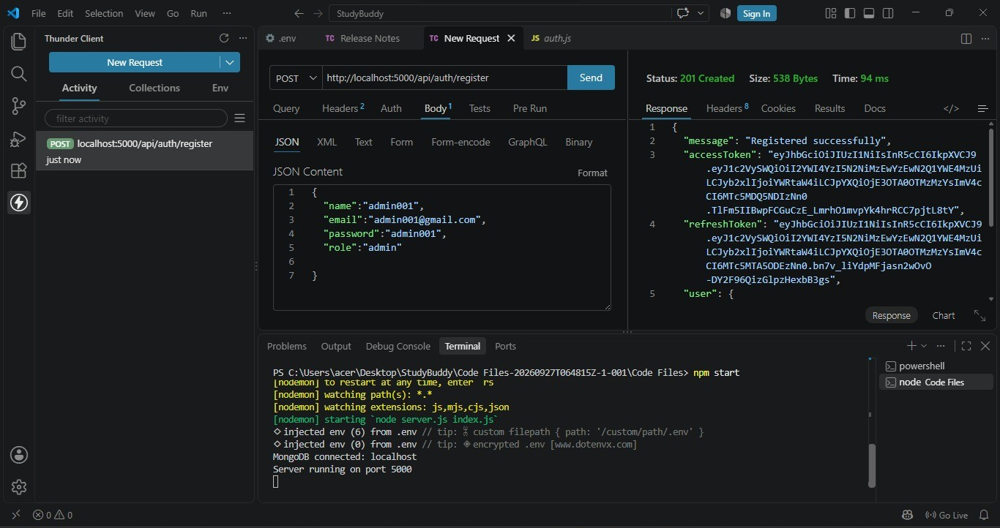 File Edit Selection View Go Run ···
StudyBuddy
Sign In
Thunder Client
New Request
Activity Collections Env
filter activity
POST localhost:5000/api/auth/register
just now
.env
TC Release Notes
TC New Request
JS auth.js
POST http://localhost:5000/api/auth/register Send
Query Headers 2 Auth Body 1 Tests Pre Run
JSON XML Text Form Form-encode GraphQL Binary
JSON Content Format
1 {
2 "name":"admin001",
3 "email":"admin001@gmail.com",
4 "password":"admin001",
5 "role":"admin"
6
7 }
Status: 201 Created Size: 538 Bytes Time: 94 ms
Response Headers 8 Cookies Results Docs </>
1 {
2 "message": "Registered successfully",
3 "accessToken": "eyJhbGciOiJIUzI1NiIsInR5cCI6IkpXVCJ9
.eyJ1c2VySWQiOiI2YWI4YzI5N2NiMzEwYzEwN2Q1YWE4MzUi
LCJyb2xlIjoiYWRtaW4iLCJpYXQiOjE3OTA0OTMzMzYsImV4c
CI6MTc5MDQ5NDIzNn0
.TlFm5IIBwpFCGuCzE_LmrhO1mvpYk4hrRCC7pjtL8tY",
4 "refreshToken": "eyJhbGciOiJIUzI1NiIsInR5cCI6IkpXVCJ9
.eyJ1c2VySWQiOiI2YWI4YzI5N2NiMzEwYzEwN2Q1YWE4MzUi
LCJyb2xlIjoiYWRtaW4iLCJpYXQiOjE3OTA0OTMzMzYsImV4c
CI6MTc5MTA5ODEzNn0.bn7v_liYdpMFjasn2wOvO
-DY2F96QizGlpzHexbB3gs",
5 "user": {
Response Chart
Problems Output Debug Console Terminal Ports
PS C:\Users\acer\Desktop\StudyBuddy\Code Files-20260927T064815Z-1-001\Code Files> npm start
[nodemon] to restart at any time, enter rs
[nodemon] watching path(s): *.*
[nodemon] watching extensions: js,mjs,cjs,json
[nodemon] starting `node server.js index.js`
◇ injected env (6) from .env // tip: ⌘ custom filepath { path: '/custom/path/.env' }
◇ injected env (0) from .env // tip: ◈ encrypted .env [www.dotenvx.com]
MongoDB connected: localhost
Server running on port 5000
powershell
node Code Files
0 0
Go Live